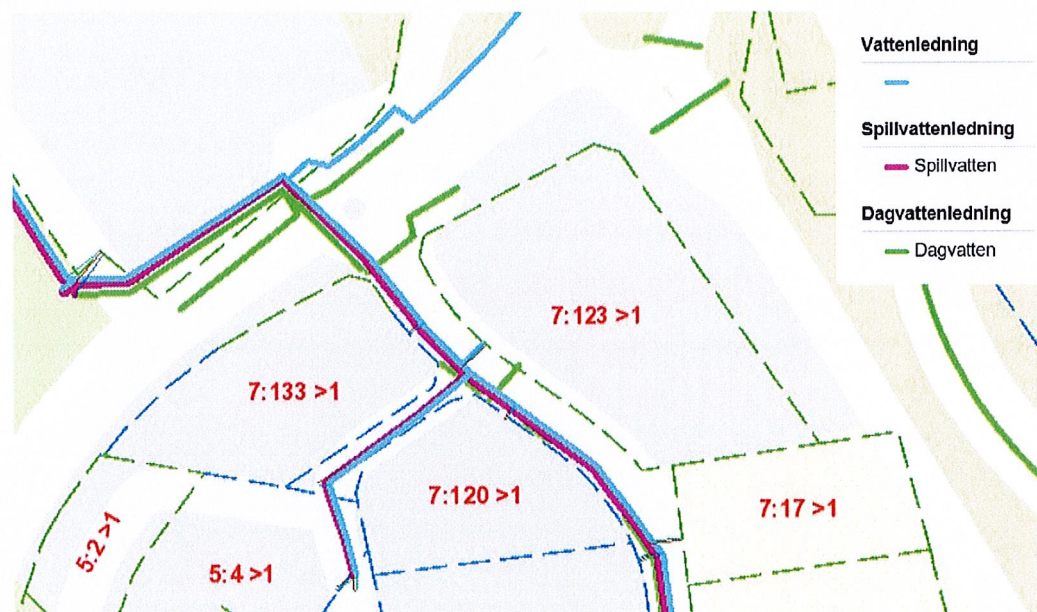 Vattenledning
Spillvattenledning
Spillvatten
Dagvattenledning
Dagvatten
7:123 >1
7:133 >1
7:120 >1
7:17 >1
5:2 >1
5:4 >1